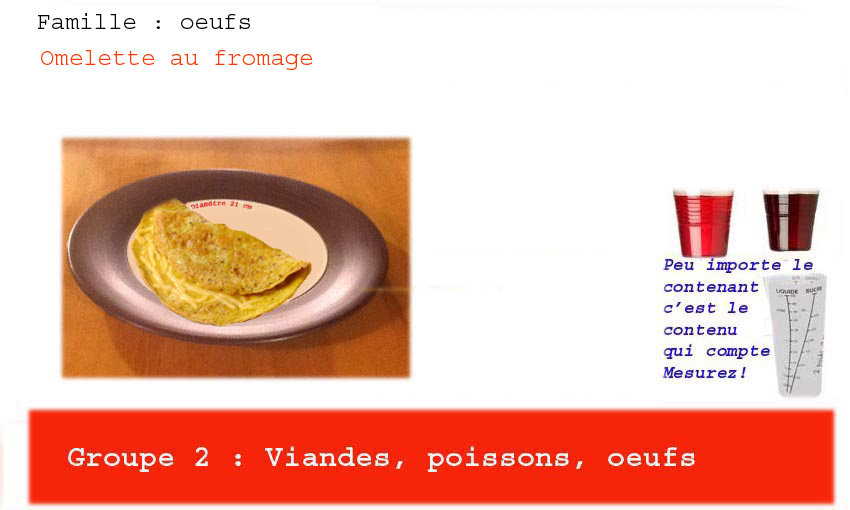 Famille : oeufs
Omelette au fromage
Diamètre 21 cm
Peu importe le
contenant
c'est le
contenu
qui compte
Mesurez!
LIQUIDE SUCRE
Groupe 2 : Viandes, poissons, oeufs